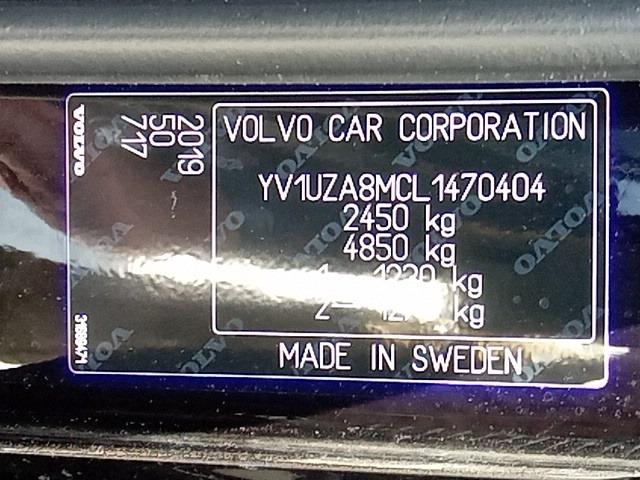 VOLVO
2019
50
717
VOLVO CAR CORPORATION
YV1UZA8MCL1470404
2450 kg
4850 kg
kg
kg
MADE IN SWEDEN